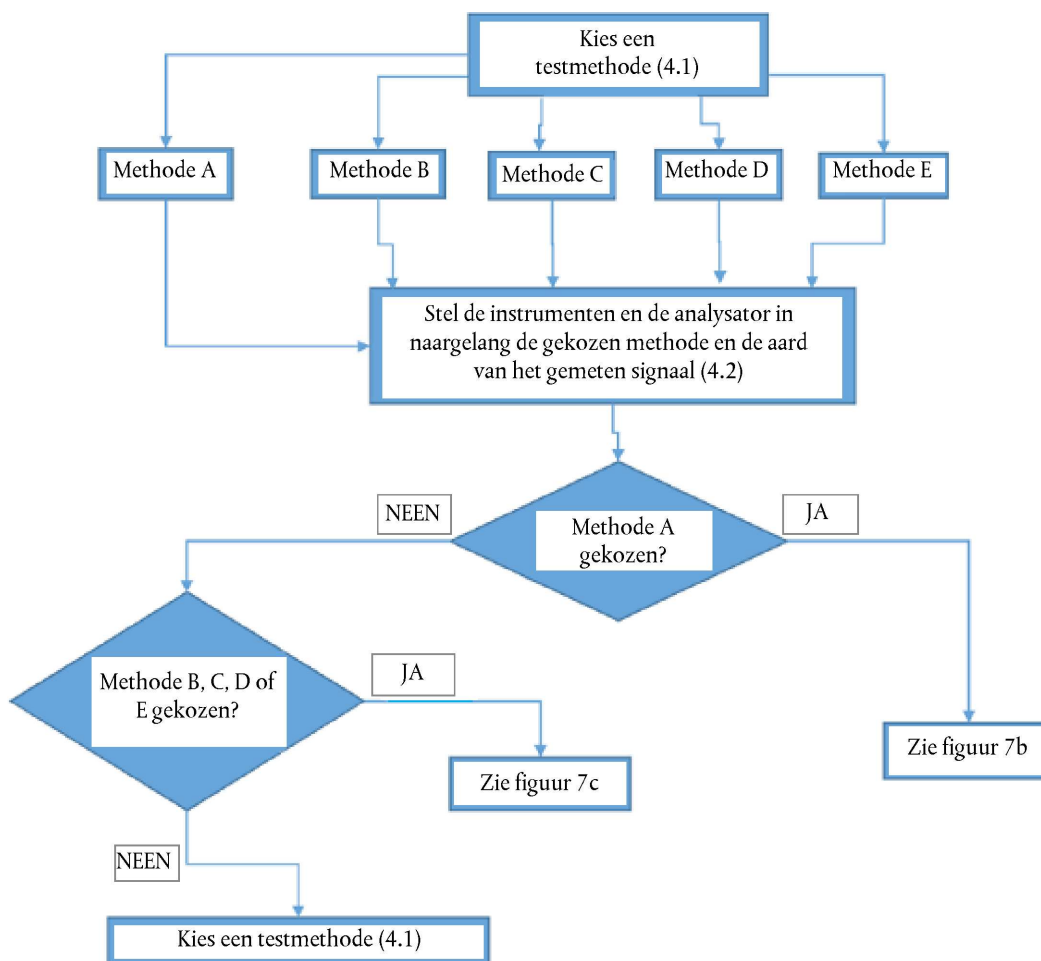 Kies een
testmethode (4.1)
Methode A
Methode B
Methode C
Methode D
Methode E
Stel de instrumenten en de analysator in
naargelang de gekozen methode en de aard
van het gemeten signaal (4.2)
NEEN
JA
Methode A
gekozen?
Methode B, C, D of
E gekozen?
JA
Zie figuur 7b
Zie figuur 7c
NEEN
Kies een testmethode (4.1)